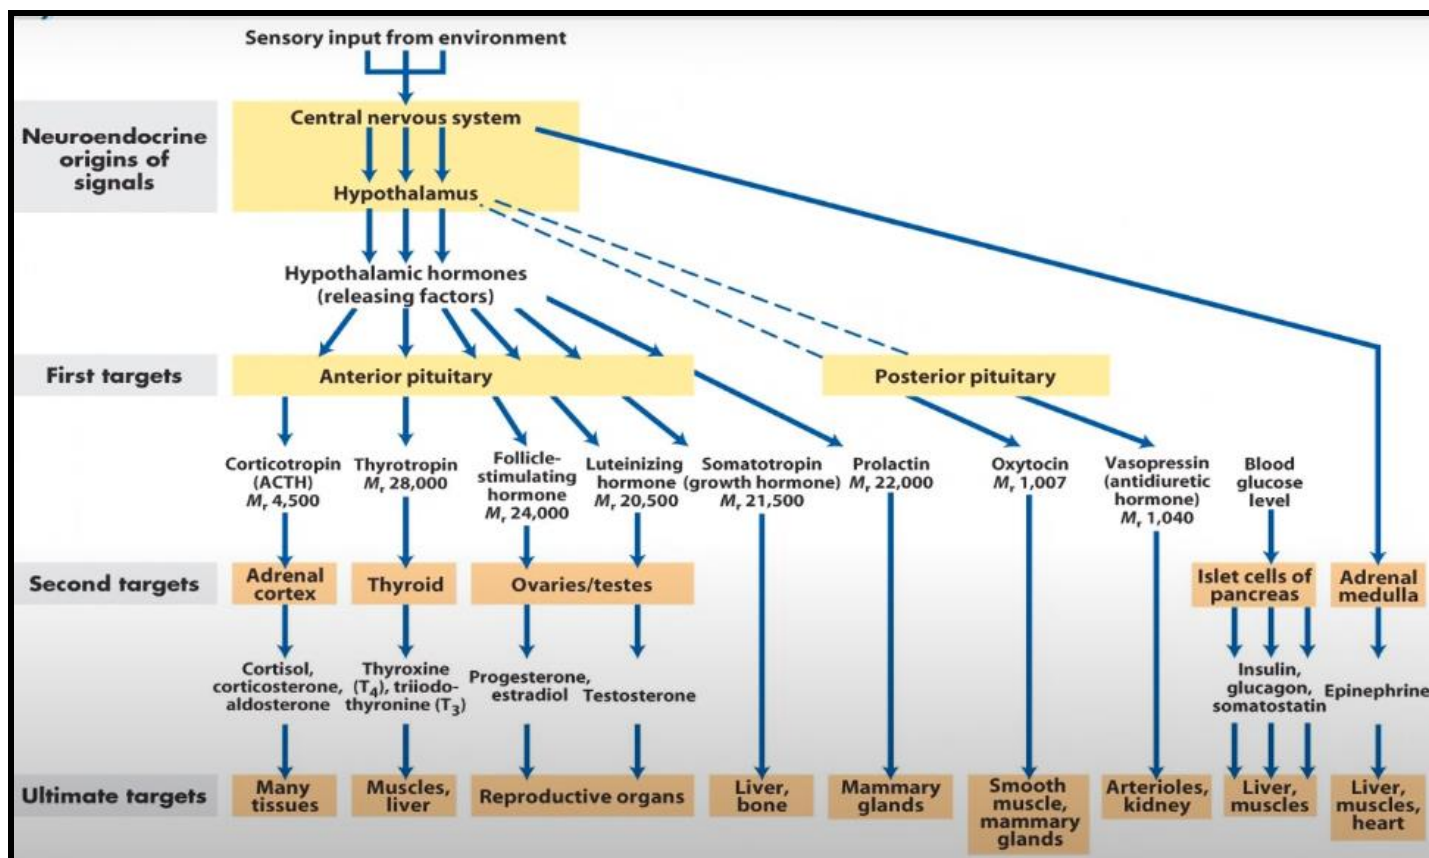 Sensory input from environment
Neuroendocrine
origins of
signals
Central nervous system
Hypothalamus
Hypothalamic hormones
(releasing factors)
First targets
Anterior pituitary
Posterior pituitary
Corticotropin
(ACTH)
Mr 4,500
Thyrotropin
Mr 28,000
Follicle-
stimulating
hormone
Mr 24,000
Luteinizing
hormone
Mr 20,500
Somatotropin
(growth hormone)
Mr 21,500
Prolactin
Mr 22,000
Oxytocin
Mr 1,007
Vasopressin
(antidiuretic
hormone)
Mr 1,040
Blood
glucose
level
Second targets
Adrenal
cortex
Thyroid
Ovaries/testes
Islet cells of
pancreas
Adrenal
medulla
Cortisol,
corticosterone,
aldosterone
Thyroxine
(T4), triiodo-
thyronine (T3)
Progesterone,
estradiol
Testosterone
Insulin,
glucagon,
somatostatin
Epinephrine
Ultimate targets
Many
tissues
Muscles,
liver
Reproductive organs
Liver,
bone
Mammary
glands
Smooth
muscle,
mammary
glands
Arterioles,
kidney
Liver,
muscles
Liver,
muscles,
heart